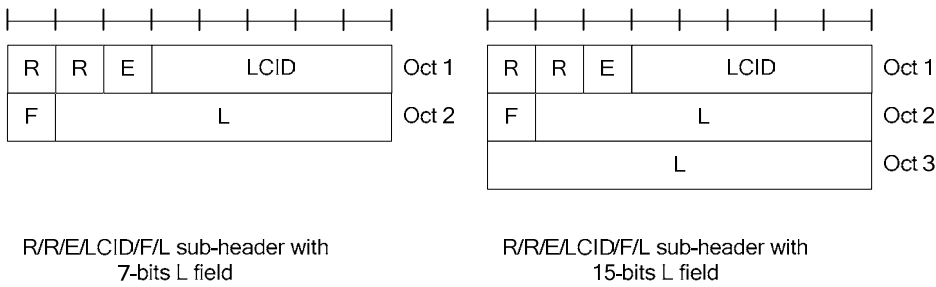 R R E LCID Oct 1
F L Oct 2
R/R/E/LCID/F/L sub-header with
7-bits L field
R R E LCID Oct 1
F L Oct 2
L Oct 3
R/R/E/LCID/F/L sub-header with
15-bits L field